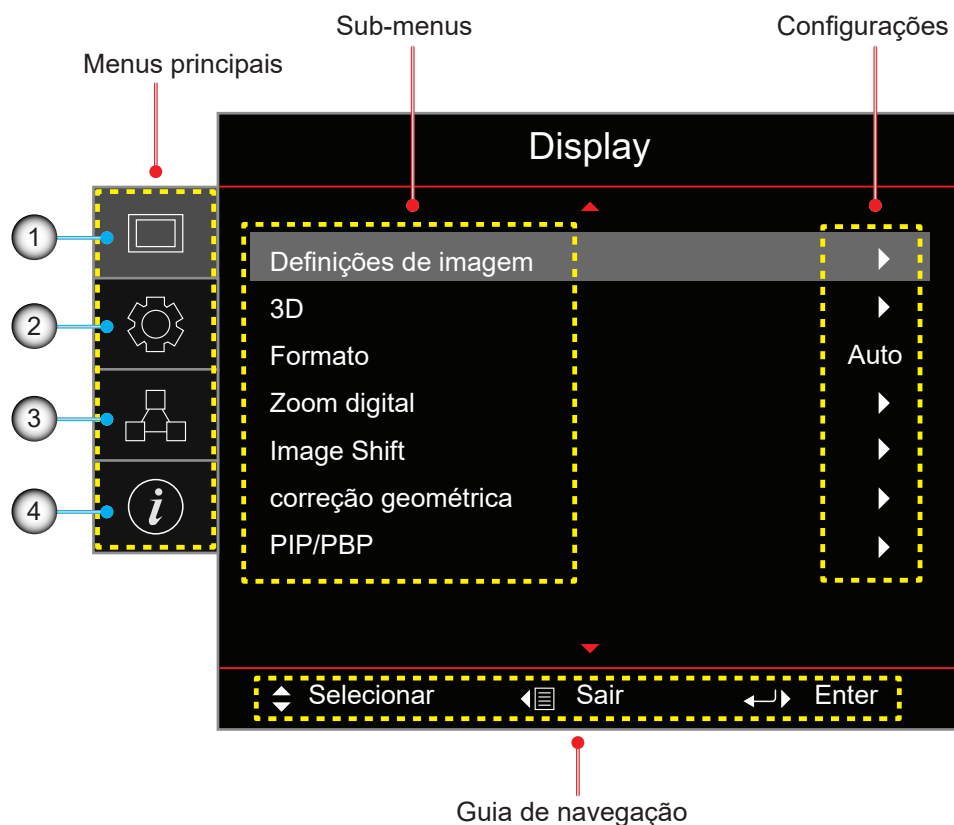 Sub-menus
Configurações
Menus principais
Display
1
2
3
4
Definições de imagem
3D
Formato
Auto
Zoom digital
Image Shift
correção geométrica
PIP/PBP
i
Selecionar
Sair
Enter
Guia de navegação